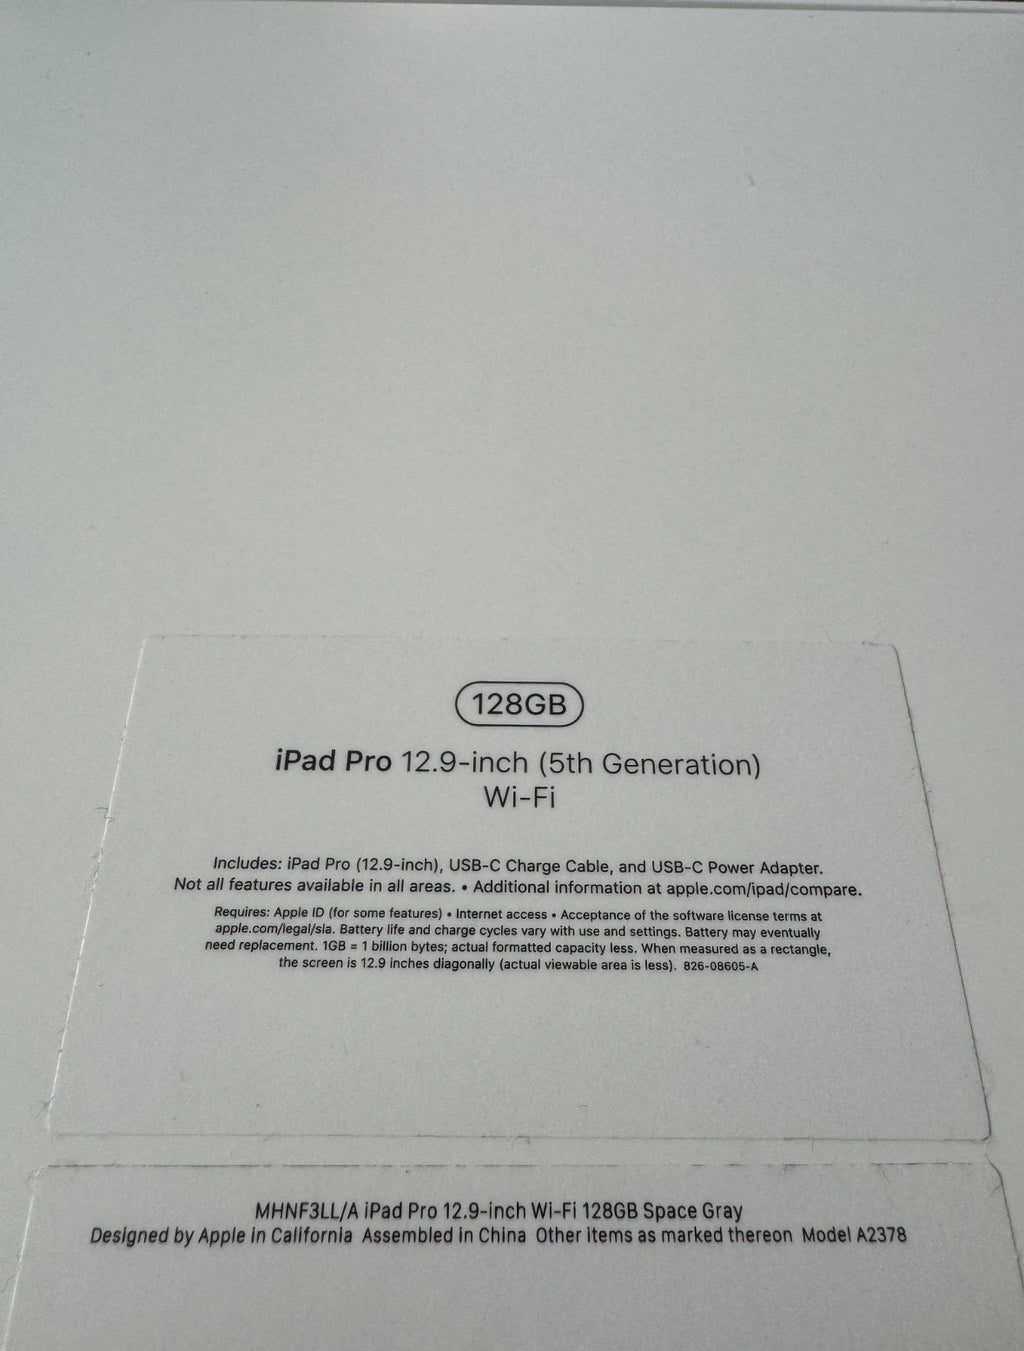 128GB
iPad Pro 12.9-inch (5th Generation)
Wi-Fi
Includes: iPad Pro (12.9-inch), USB-C Charge Cable, and USB-C Power Adapter.
Not all features available in all areas. • Additional information at apple.com/ipad/compare.
Requires: Apple ID (for some features) • Internet access • Acceptance of the software license terms at
apple.com/legal/sla. Battery life and charge cycles vary with use and settings. Battery may eventually
need replacement. 1GB = 1 billion bytes; actual formatted capacity less. When measured as a rectangle,
the screen is 12.9 inches diagonally (actual viewable area is less). 826-08605-A
MHNF3LL/A iPad Pro 12.9-inch Wi-Fi 128GB Space Gray
Designed by Apple in California Assembled in China Other items as marked thereon Model A2378